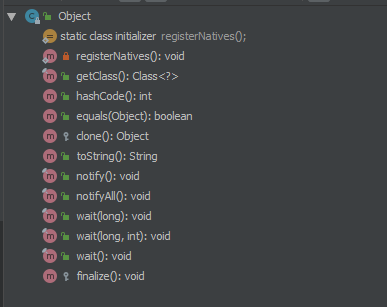 Object
static class initializer registerNatives();
registerNatives(): void
getClass(): Class<?>
hashCode(): int
equals(Object): boolean
clone(): Object
toString(): String
notify(): void
notifyAll(): void
wait(long): void
wait(long, int): void
wait(): void
finalize(): void